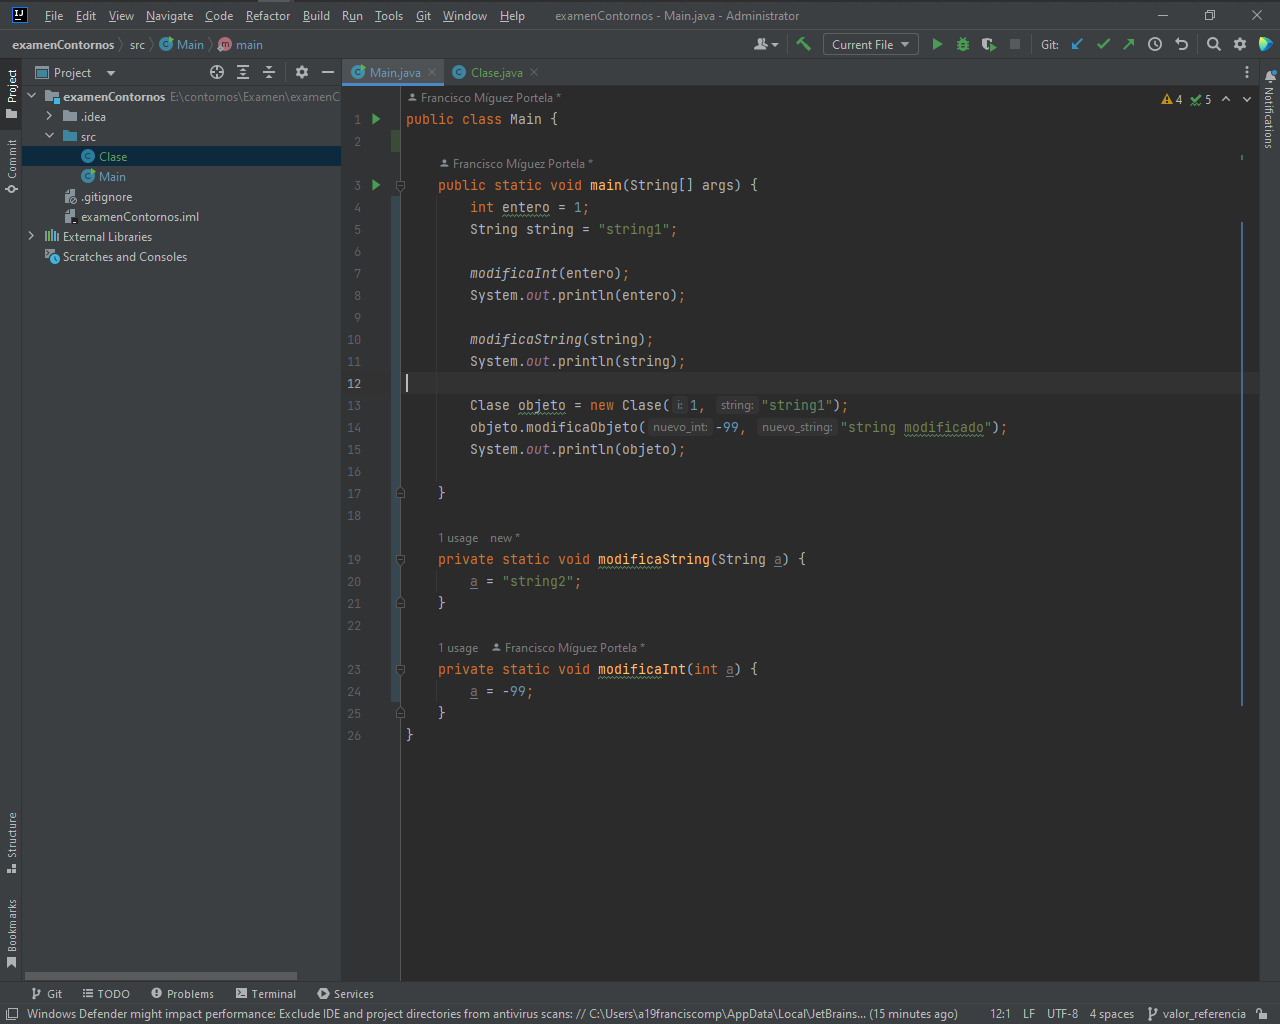 File Edit View Navigate Code Refactor Build Run Tools Git Window Help examenContornos - Main.java - Administrator
examenContornos src Main main Current File Git:
Project Main.java Clase.java
examenContornos E:\contornos\Examen\examenC
.idea
src
Clase
Main
.gitignore
examenContornos.iml
External Libraries
Scratches and Consoles
Project
Commit
Structure
Bookmarks
Francisco Míguez Portela * 4 5
1 public class Main {
2
Francisco Míguez Portela *
3 public static void main(String[] args) {
4 int entero = 1;
5 String string = "string1";
6
7 modificaInt(entero);
8 System.out.println(entero);
9
10 modificaString(string);
11 System.out.println(string);
12
13 Clase objeto = new Clase( i: 1, string: "string1");
14 objeto.modificaObjeto( nuevo_int: -99, nuevo_string: "string modificado");
15 System.out.println(objeto);
16
17 }
18
1 usage new *
19 private static void modificaString(String a) {
20 a = "string2";
21 }
22
1 usage Francisco Míguez Portela *
23 private static void modificaInt(int a) {
24 a = -99;
25 }
26 }
Notifications
Git TODO Problems Terminal Services
Windows Defender might impact performance: Exclude IDE and project directories from antivirus scans: // C:\Users\a19franciscomp\AppData\Local\JetBrains... (15 minutes ago) 12:1 LF UTF-8 4 spaces valor_referencia